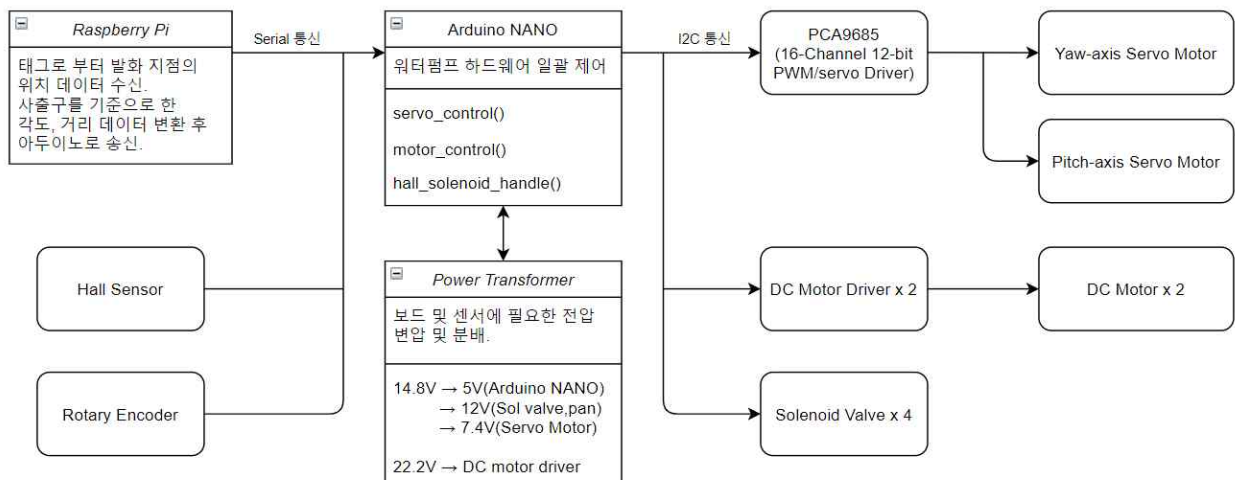 Raspberry Pi
태그로 부터 발화 지점의
위치 데이터 수신.
사출구를 기준으로 한
각도, 거리 데이터 변환 후
아두이노로 송신.
Serial 통신
Arduino NANO
워터펌프 하드웨어 일괄 제어
servo_control()
motor_control()
hall_solenoid_handle()
I2C 통신
PCA9685
(16-Channel 12-bit
PWM/servo Driver)
Yaw-axis Servo Motor
Pitch-axis Servo Motor
Hall Sensor
Rotary Encoder
Power Transformer
보드 및 센서에 필요한 전압
변압 및 분배.
14.8V → 5V(Arduino NANO)
→ 12V(Sol valve,pan)
→ 7.4V(Servo Motor)
22.2V → DC motor driver
DC Motor Driver x 2
DC Motor x 2
Solenoid Valve x 4